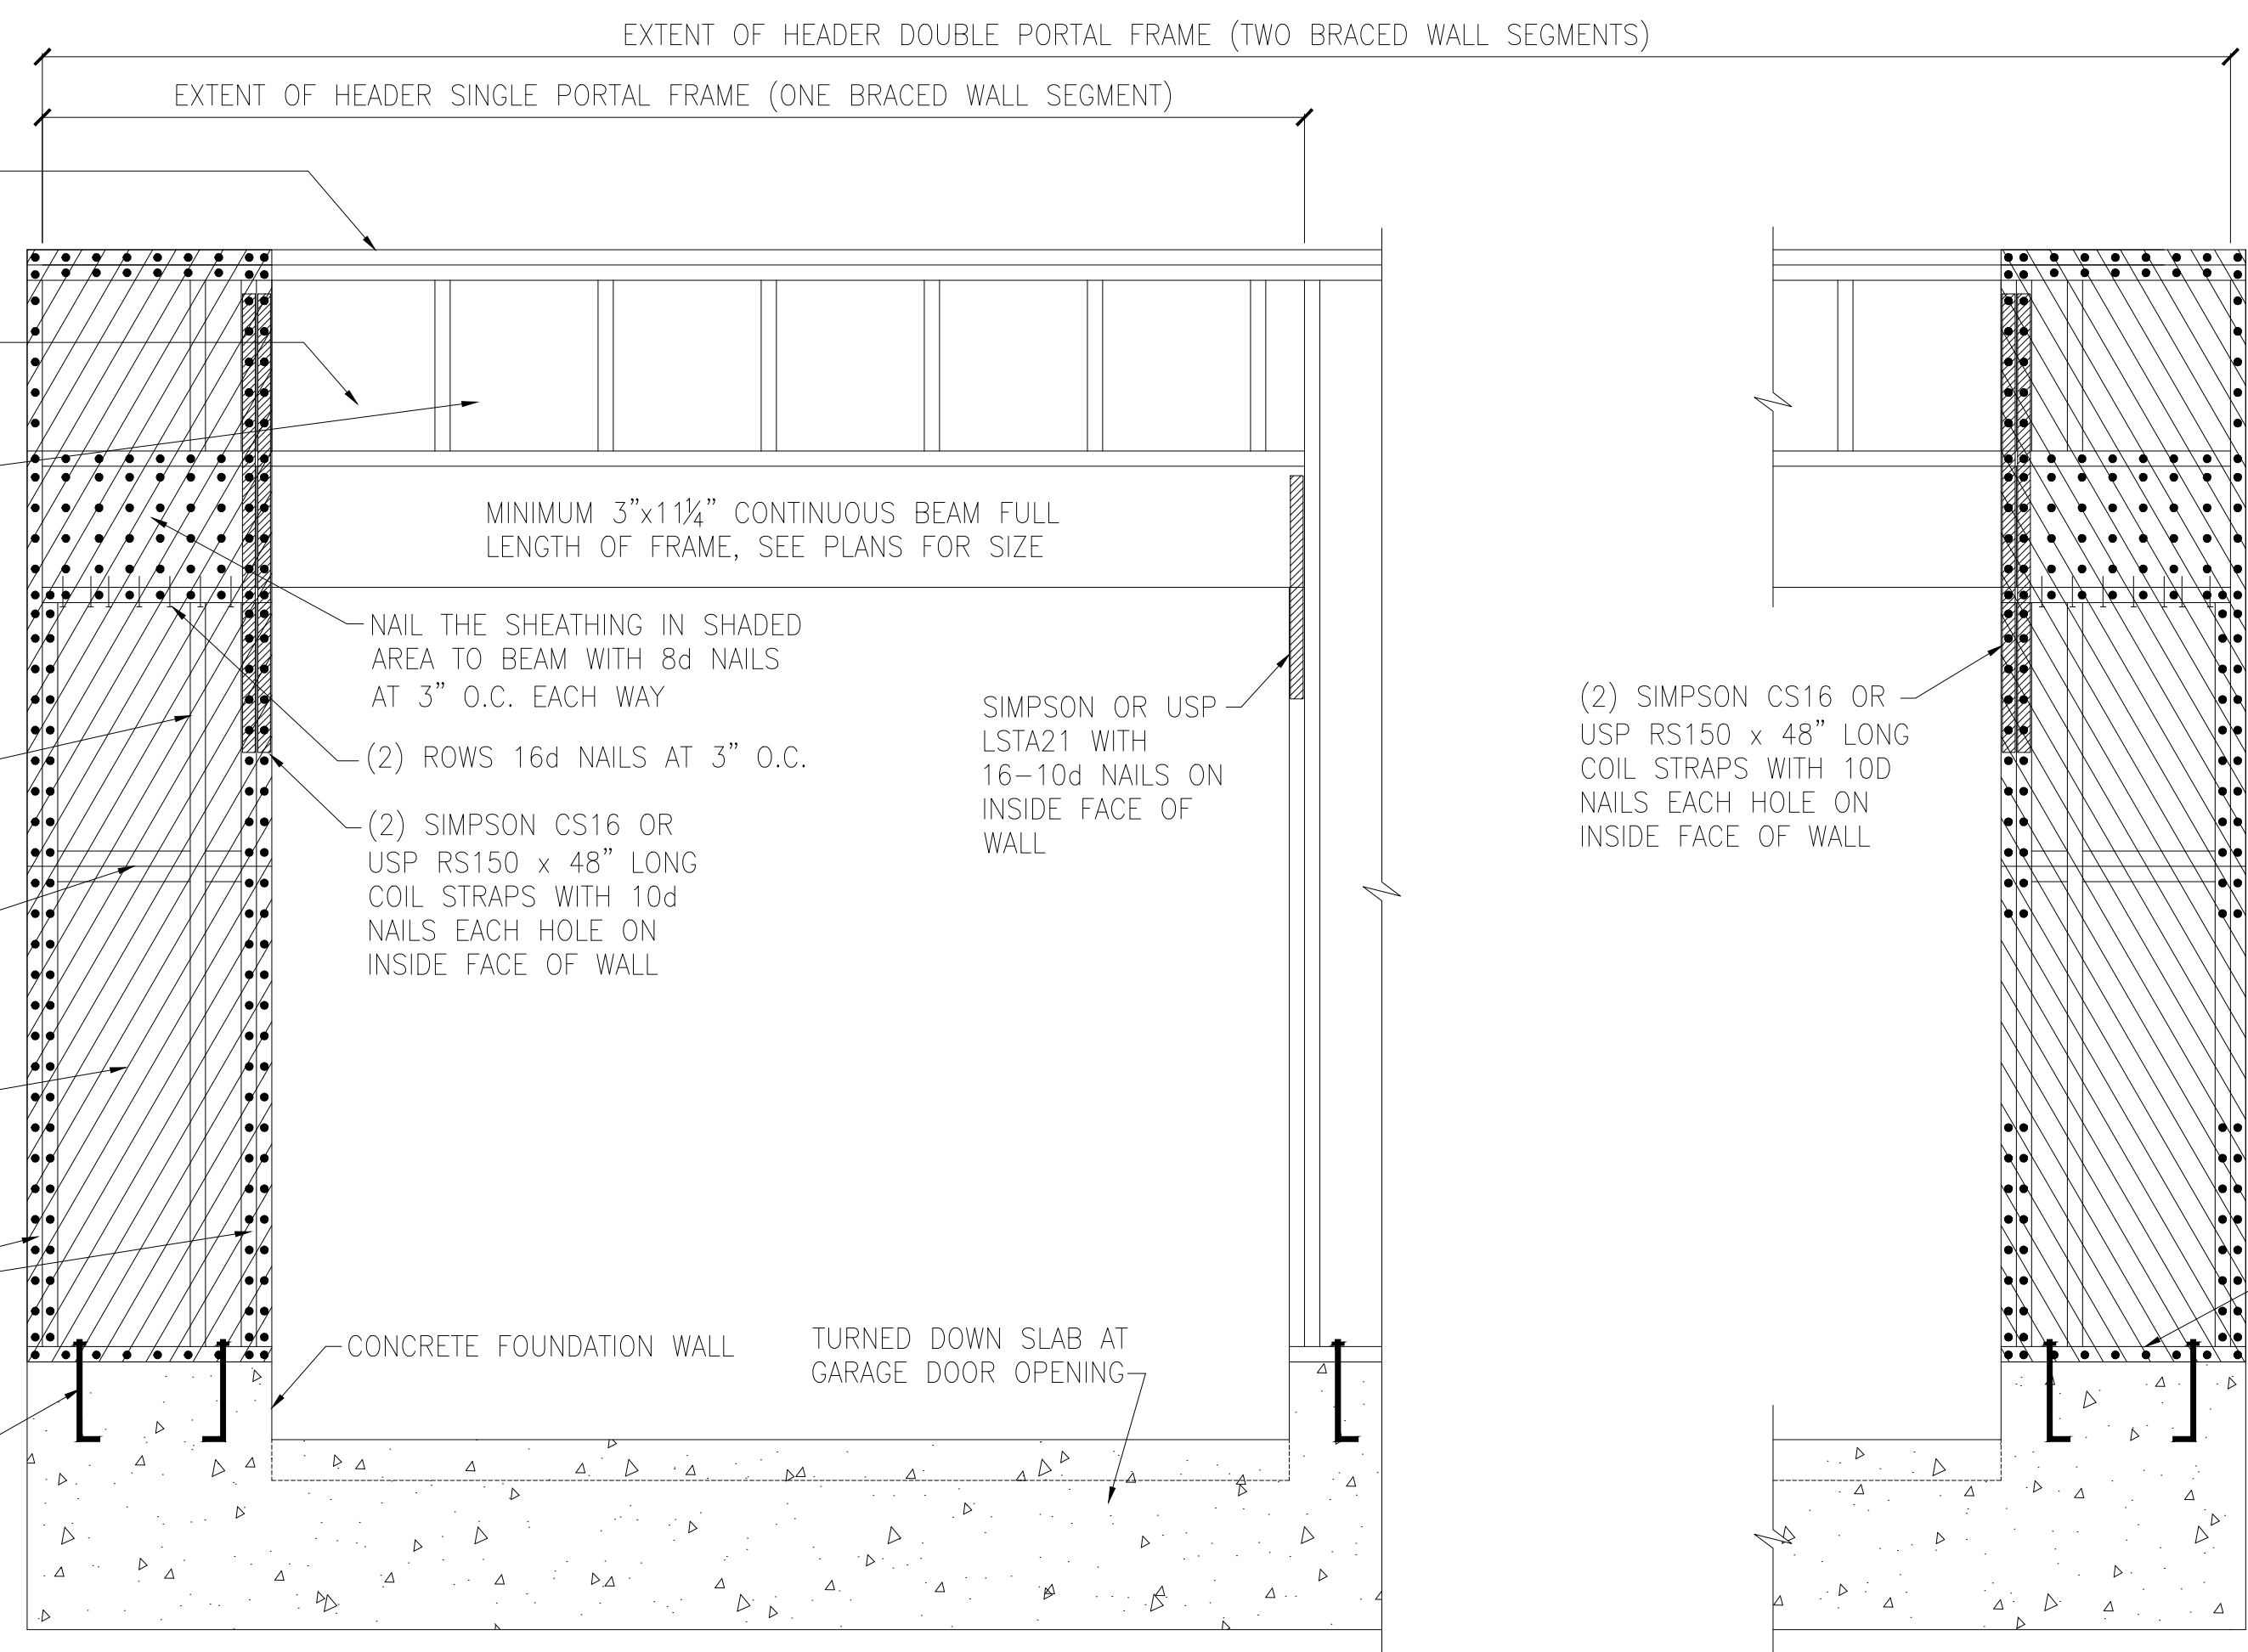 EXTENT OF HEADER DOUBLE PORTAL FRAME (TWO BRACED WALL SEGMENTS)
EXTENT OF HEADER SINGLE PORTAL FRAME (ONE BRACED WALL SEGMENT)
MINIMUM 3"x11¼" CONTINUOUS BEAM FULL
LENGTH OF FRAME, SEE PLANS FOR SIZE
NAIL THE SHEATHING IN SHADED
AREA TO BEAM WITH 8d NAILS
AT 3" O.C. EACH WAY
(2) ROWS 16d NAILS AT 3" O.C.
(2) SIMPSON CS16 OR
USP RS150 x 48" LONG
COIL STRAPS WITH 10d
NAILS EACH HOLE ON
INSIDE FACE OF WALL
SIMPSON OR USP
LSTA21 WITH
16-10d NAILS ON
INSIDE FACE OF
WALL
(2) SIMPSON CS16 OR
USP RS150 x 48" LONG
COIL STRAPS WITH 10D
NAILS EACH HOLE ON
INSIDE FACE OF WALL
CONCRETE FOUNDATION WALL
TURNED DOWN SLAB AT
GARAGE DOOR OPENING